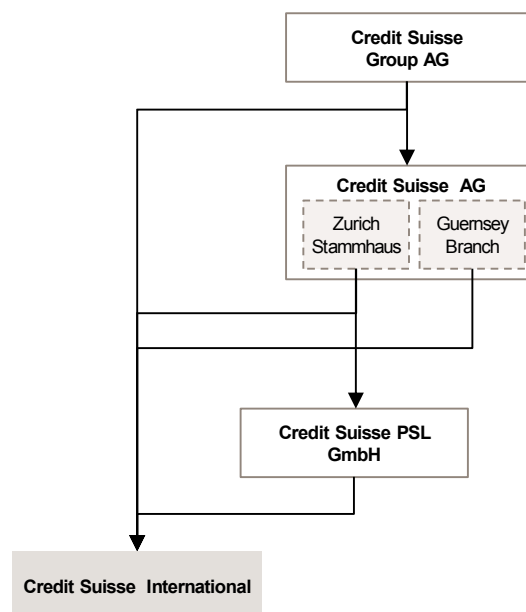 Credit Suisse
Group AG
Credit Suisse AG
Zurich
Stammhaus
Guernsey
Branch
Credit Suisse PSL
GmbH
Credit Suisse International